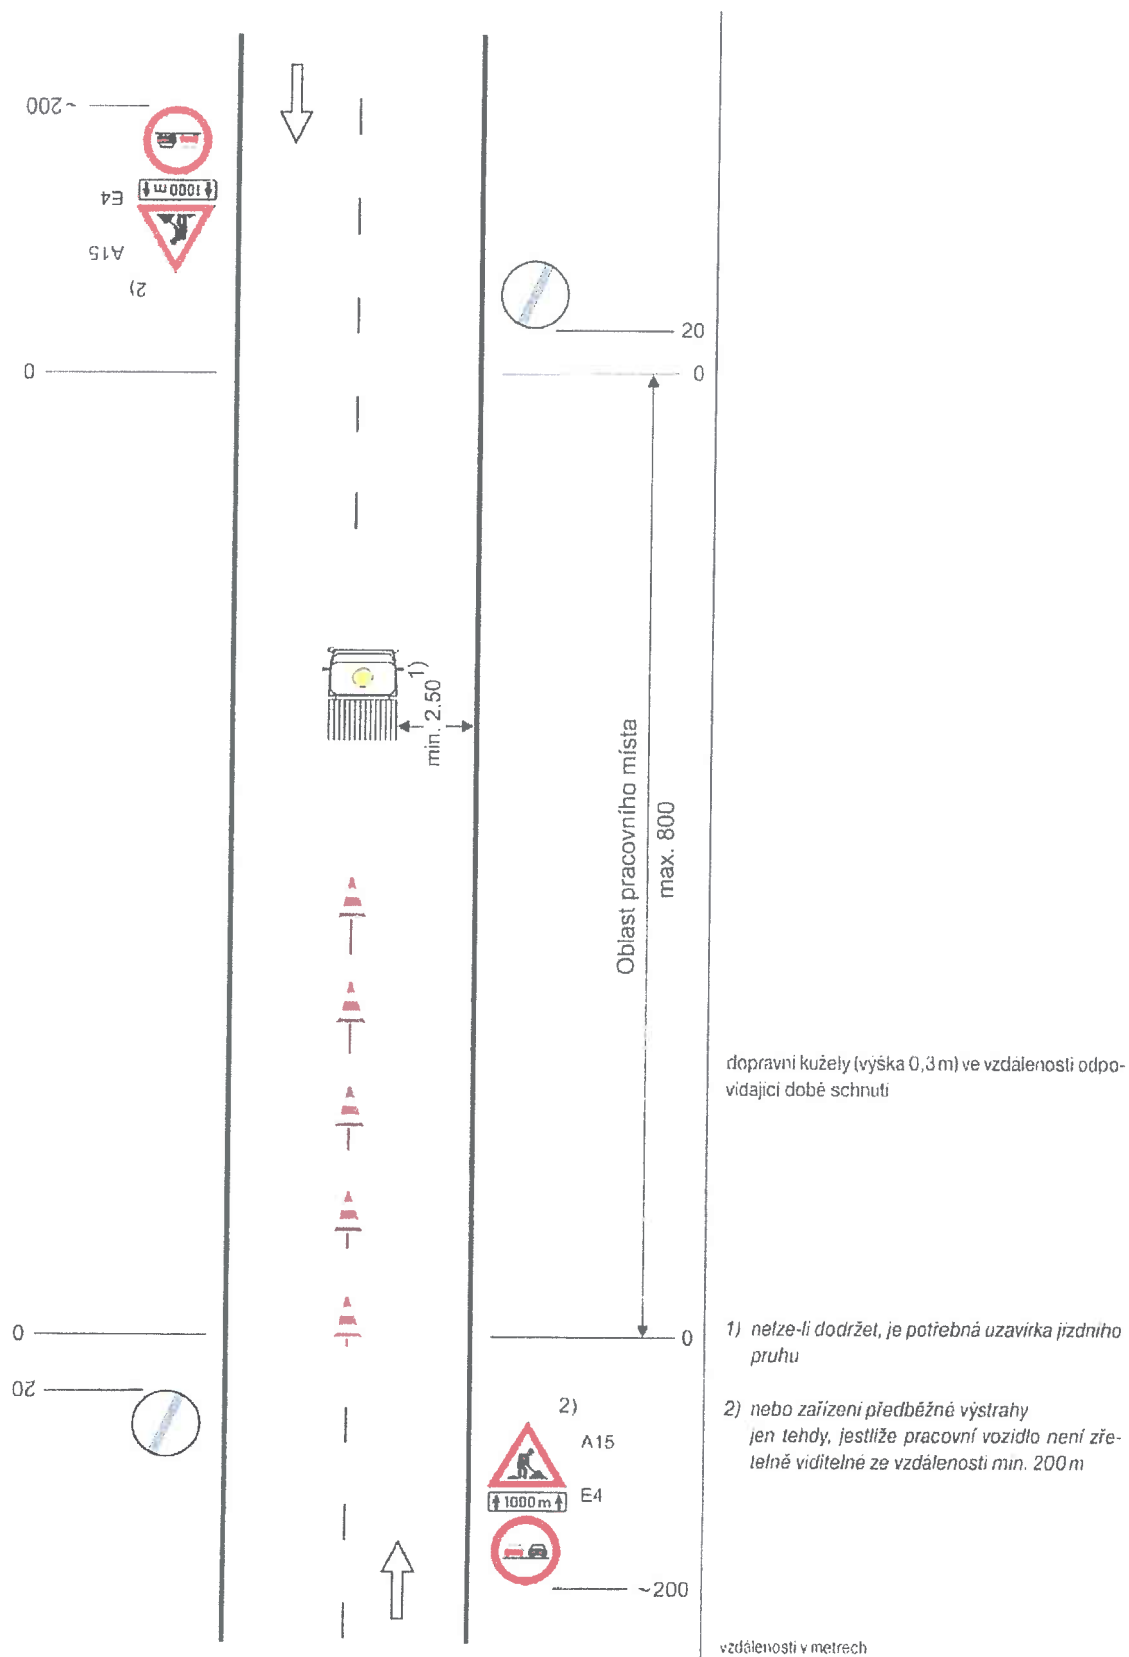 ~200
1000 m
E4
A15
2)
20
0
0
1)
min. 2.50
Oblast pracovního místa
max. 800
dopravní kužely (výška 0,3 m) ve vzdálenosti odpo-
vídající době schnutí
0
0
1) nelze-li dodržet, je potřebná uzavírka jízdního
pruhu
20
2)
2) nebo zařízení předběžné výstrahy
jen tehdy, jestliže pracovní vozidlo není zře-
telně viditelné ze vzdálenosti min. 200 m
A15
1000 m
E4
~200
vzdálenosti v metrech